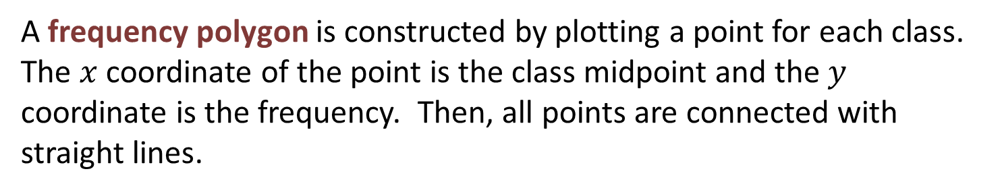 A frequency polygon is constructed by plotting a point for each class.
The x coordinate of the point is the class midpoint and the y
coordinate is the frequency.  Then, all points are connected with
straight lines.